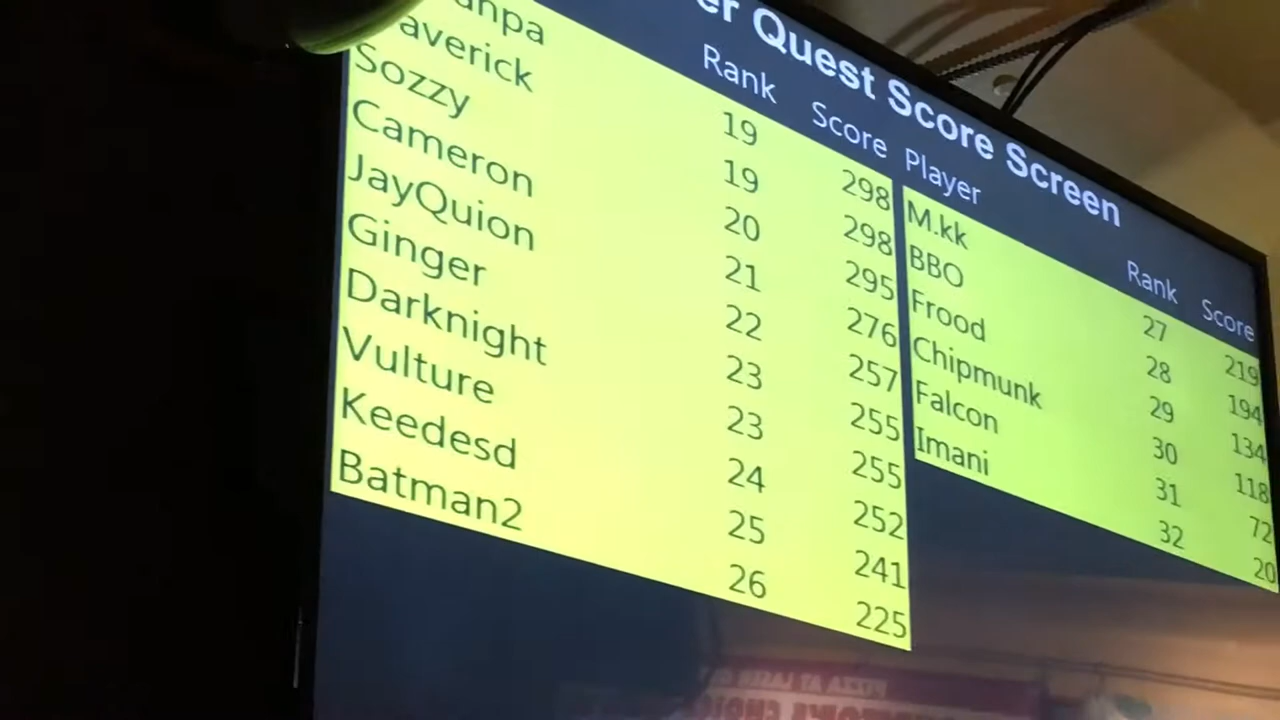 er Quest Score Screen
Rank Score Player Rank Score
anpa 19 298
averick 19 298
Sozzy 20 295
Cameron 21 276
JayQuion 22 257
Ginger 23 255
Darknight 23 255
Vulture 24 252
Keedesd 25 241
Batman2 26 225
M.kk 27 219
BBO 28 194
Frood 29 134
Chipmunk 30 118
Falcon 31 72
Imani 32 20